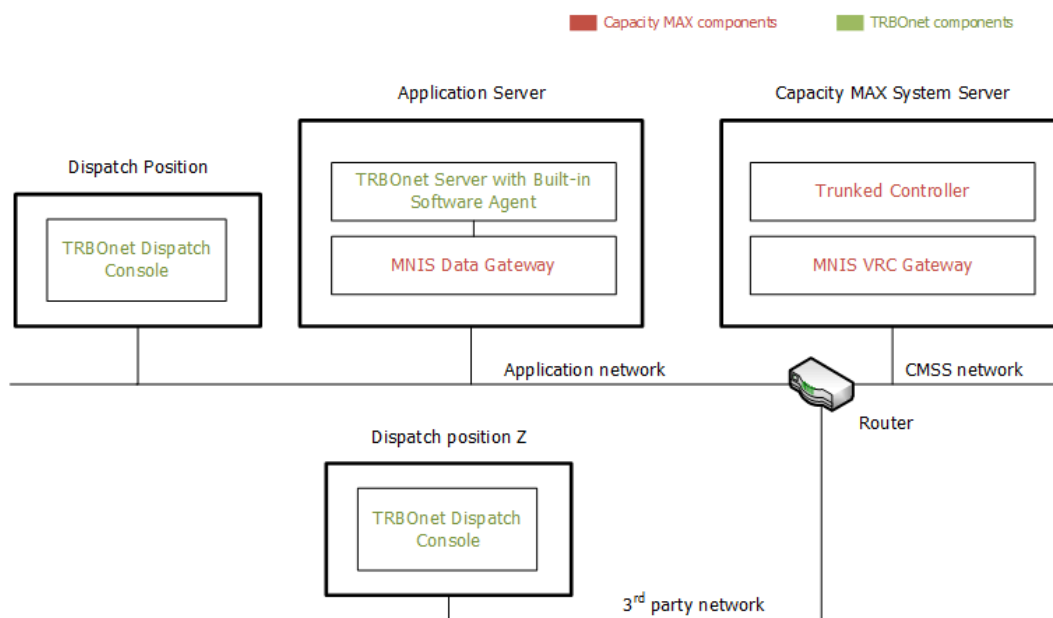 Capacity MAX components
TRBOnet components
Application Server
Capacity MAX System Server
Dispatch Position
TRBOnet Server with Built-in
Software Agent
Trunked Controller
TRBOnet Dispatch
Console
MNIS Data Gateway
MNIS VRC Gateway
Application network
CMSS network
Router
Dispatch position Z
TRBOnet Dispatch
Console
3rd party network